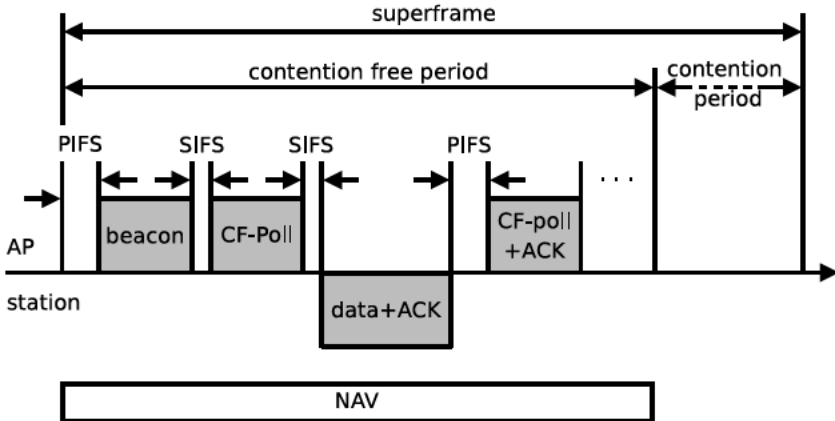 superframe
contention free period
contention
period
PIFS
SIFS
SIFS
PIFS
. . .
beacon
CF-Poll
CF-poll
+ACK
AP
station
data+ACK
NAV